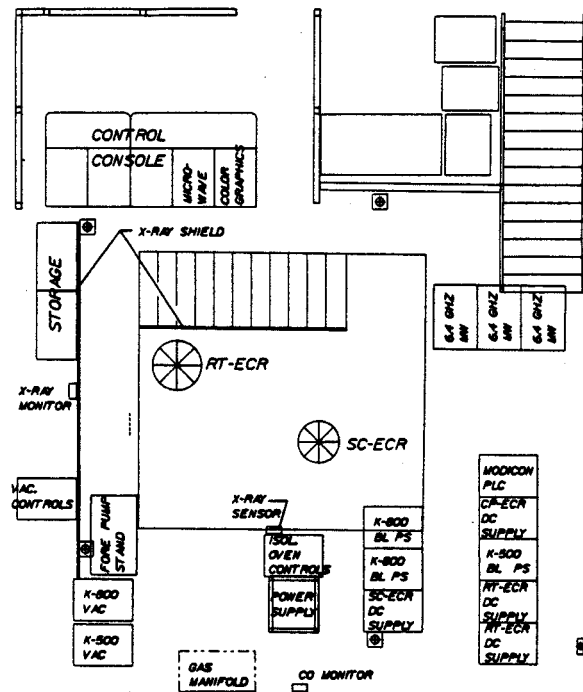 CONTROL
CONSOLE
MICRO-
WAVE
COLOR
GRAPHICS
X-RAY SHIELD
STORAGE
6.4 GHZ
MW
6.4 GHZ
MW
6.4 GHZ
MW
RT-ECR
X-RAY
MONITOR
SC-ECR
VAC.
CONTROLS
FORE PUMP
STAND
X-RAY
SENSOR
ISOL.
OVEN
CONTROLS
POWER
SUPPLY
K-800
BL PS
K-800
BL PS
SC-ECR
DC
SUPPLY
MODICON
PLC
CP-ECR
DC
SUPPLY
K-500
BL PS
RT-ECR
DC
SUPPLY
RT-ECR
DC
SUPPLY
K-800
VAC
K-500
VAC
GAS
MANIFOLD
CO MONITOR